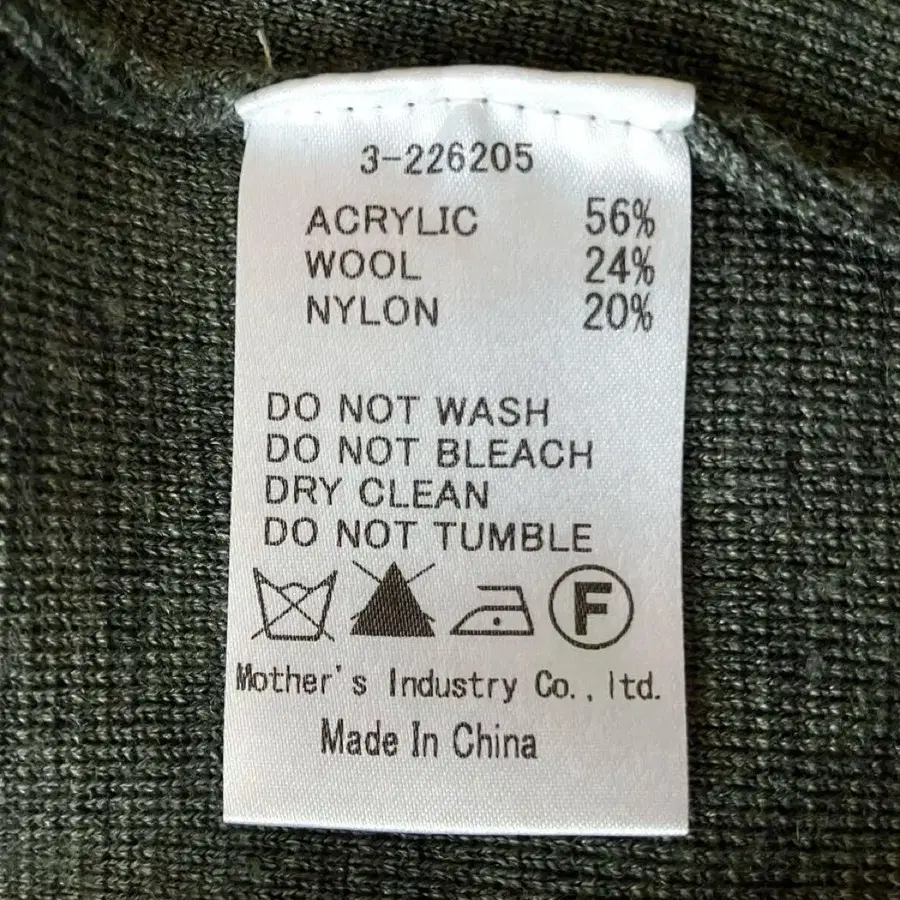 3-226205
ACRYLIC 56%
WOOL 24%
NYLON 20%
DO NOT WASH
DO NOT BLEACH
DRY CLEAN
DO NOT TUMBLE
F
Mother's Industry Co., ltd.
Made In China